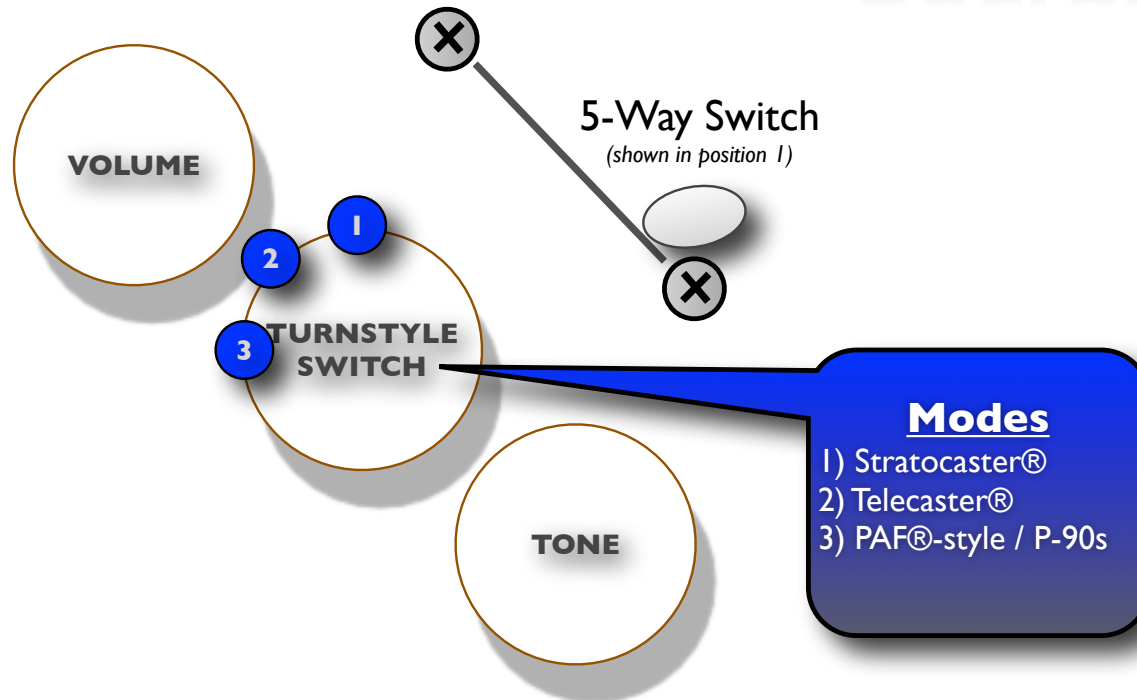 5-Way Switch
(shown in position 1)
VOLUME
1
2
3
TURNSTYLE
SWITCH
Modes
1) Stratocaster®
2) Telecaster®
3) PAF®-style / P-90s
TONE